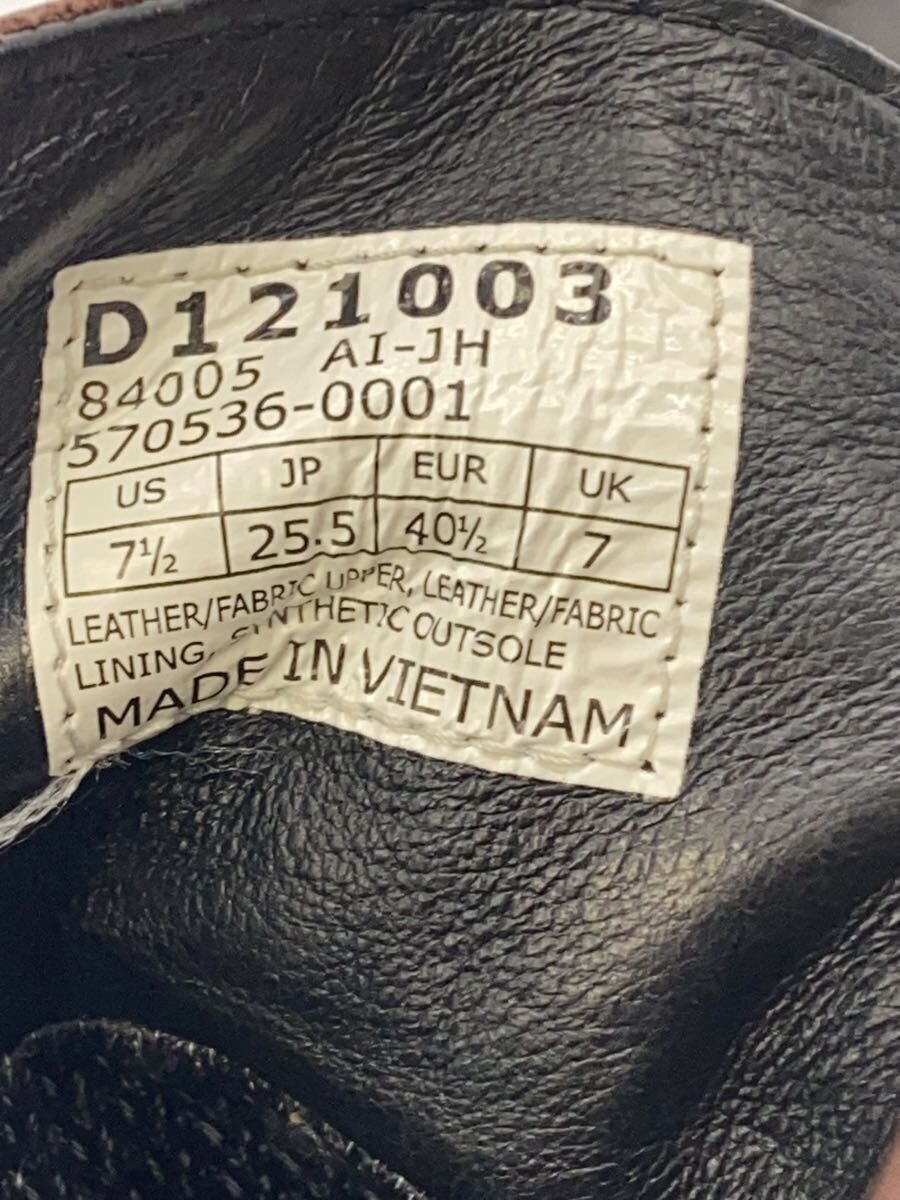 D121003
84005 AI-JH
570536-0001
US JP EUR UK
7½ 25.5 40½ 7
LEATHER/FABRIC UPPER, LEATHER/FABRIC
LINING, SYNTHETIC OUTSOLE
MADE IN VIETNAM